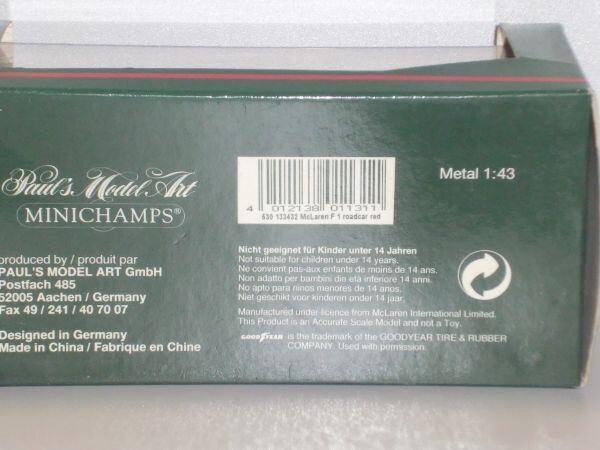 Paul's Model Art
MINICHAMPS®
Metal 1:43
4 012138 011311
530 133432 McLaren F 1 roadcar red
produced by / produit par
PAUL'S MODEL ART GmbH
Postfach 485
52005 Aachen / Germany
Fax 49 / 241 / 40 70 07
Designed in Germany
Made in China / Fabrique en Chine
Nicht geeignet für Kinder unter 14 Jahren
Not suitable for children under 14 years.
Ne convient pas-aux enfants de moins de 14 ans.
Non adatto per bambini die età inferiore 14 anni.
No ápto para ninos menores de 14 anos.
Niet geschikt voor kinderen onder 14 jaar.
Manufactured under licence from McLaren International Limited.
This Product is an Accurate Scale Model and not a Toy.
GOODYEAR is the trademark of the GOODYEAR TIRE & RUBBER
COMPANY. Used with permission.